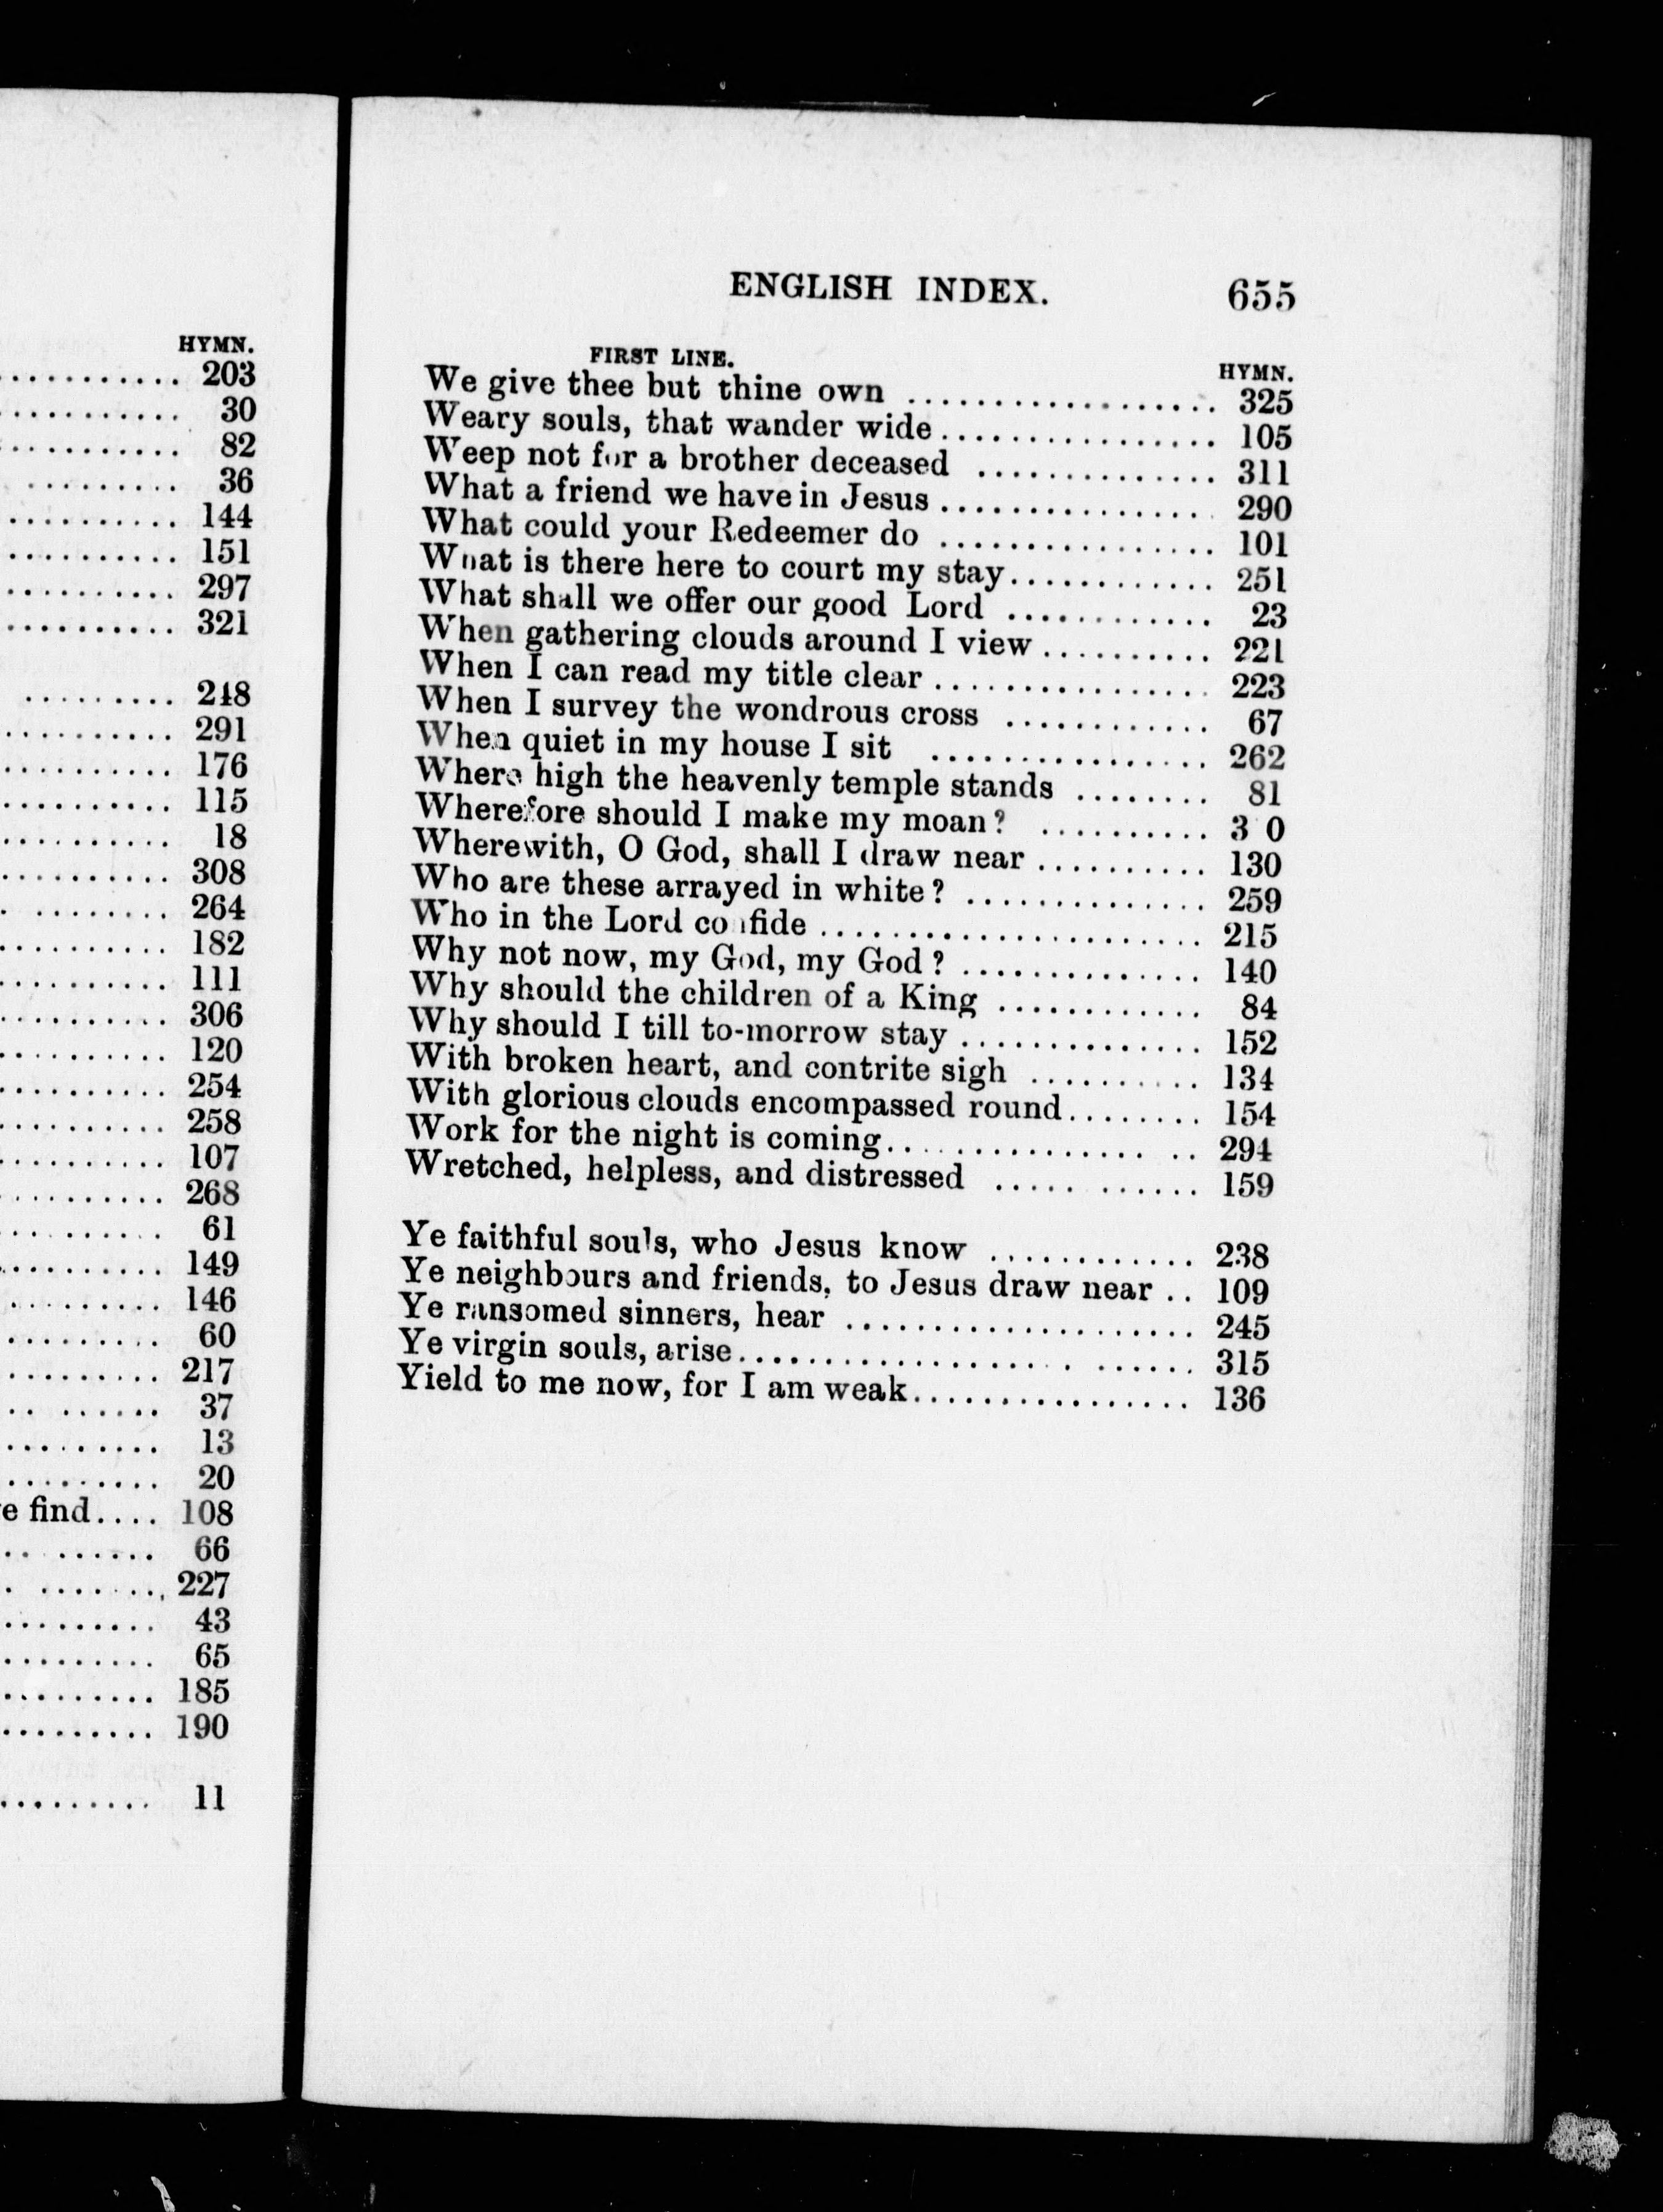 HYMN.
........... 203
........... 30
........... 82
......... 36
.......... 144
.......... 151
.......... 297
.......... 321
......... 248
.......... 291
.......... 176
.......... 115
.......... 18
.......... 308
. ........ 264
.......... 182
.......... 111
.......... 306
.......... 120
.......... 254
.......... 258
.......... 107
.......... 268
.......... 61
.......... 149
......... 146
......... 60
......... 217
.. ...... 37
......... 13
......... 20
e find.... 108
.. ...... 66
. ....... 227
......... 43
......... 65
......... 185
......... 190
......... 11
ENGLISH INDEX. 655
FIRST LINE. HYMN.
We give thee but thine own .................. 325
Weary souls, that wander wide................ 105
Weep not for a brother deceased .............. 311
What a friend we have in Jesus ................ 290
What could your Redeemer do ................ 101
What is there here to court my stay............ 251
What shall we offer our good Lord ............ 23
When gathering clouds around I view .......... 221
When I can read my title clear ................ 223
When I survey the wondrous cross ............ 67
When quiet in my house I sit ................ 262
Where high the heavenly temple stands ........ 81
Wherefore should I make my moan? .......... 3 0
Wherewith, O God, shall I draw near .......... 130
Who are these arrayed in white? .............. 259
Who in the Lord co fide ...................... 215
Why not now, my God, my God? .............. 140
Why should the children of a King ............ 84
Why should I till to-morrow stay .............. 152
With broken heart, and contrite sigh .......... 134
With glorious clouds encompassed round........ 154
Work for the night is coming................. .. 294
Wretched, helpless, and distressed ..... ...... 159
Ye faithful souls, who Jesus know ............ 238
Ye neighbours and friends, to Jesus draw near .. 109
Ye ransomed sinners, hear .................... 245
Ye virgin souls, arise.................... ...... 315
Yield to me now, for I am weak................ 136